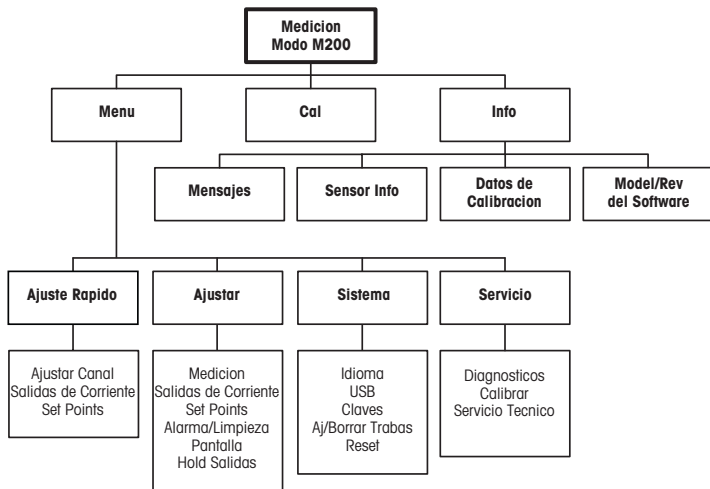 Medicion
Modo M200
Menu
Cal
Info
Mensajes
Sensor Info
Datos de
Calibracion
Model/Rev
del Software
Ajuste Rapido
Ajustar
Sistema
Servicio
Ajustar Canal
Salidas de Corriente
Set Points
Medicion
Salidas de Corriente
Set Points
Alarma/Limpieza
Pantalla
Hold Salidas
Idioma
USB
Claves
Aj/Borrar Trabas
Reset
Diagnosticos
Calibrar
Servicio Tecnico